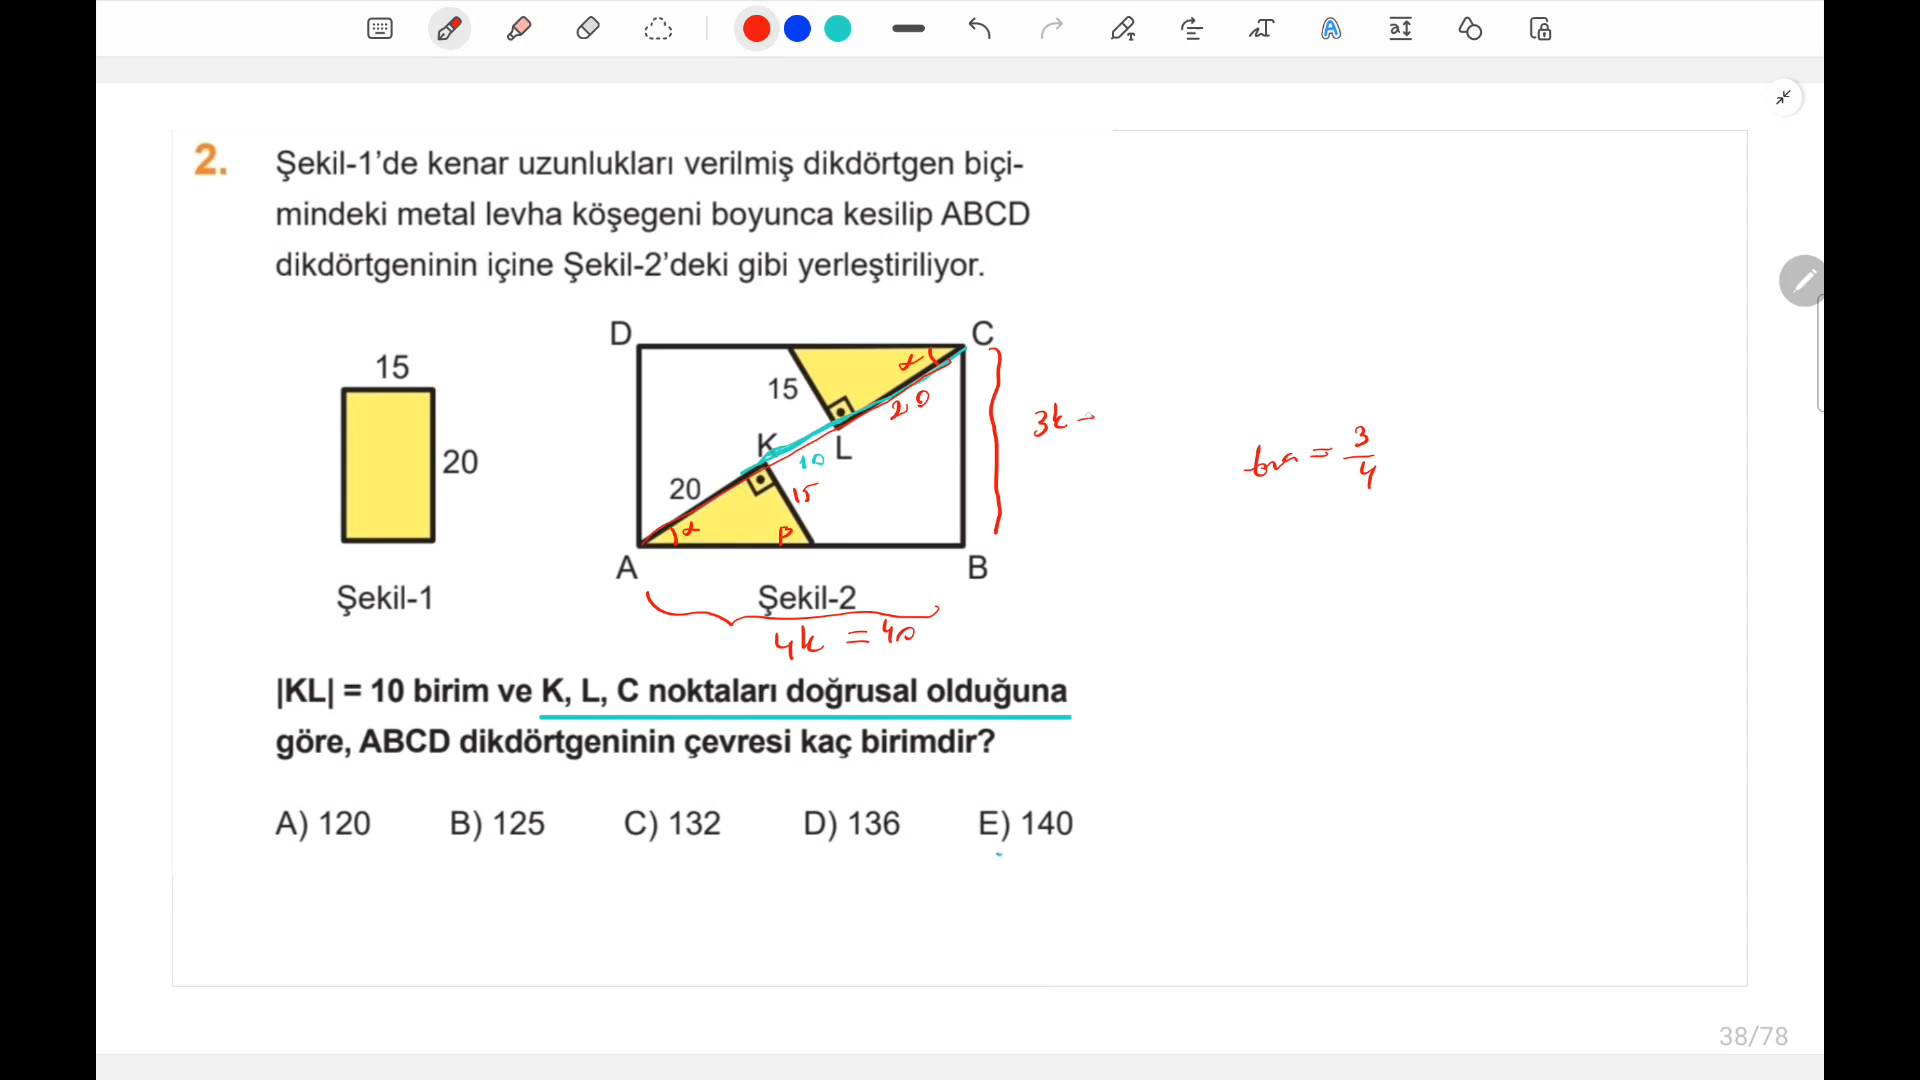 2. Şekil-1'de kenar uzunlukları verilmiş dikdörtgen biçi-
mindeki metal levha köşegeni boyunca kesilip ABCD
dikdörtgeninin içine Şekil-2'deki gibi yerleştiriliyor.
15
20
Şekil-1
D
C
15
α
20
K
L
10
20
15
α
β
A
B
Şekil-2
4k = 40
3k =
tanα = 3/4
|KL| = 10 birim ve K, L, C noktaları doğrusal olduğuna
göre, ABCD dikdörtgeninin çevresi kaç birimdir?
A) 120 B) 125 C) 132 D) 136 E) 140
38/78